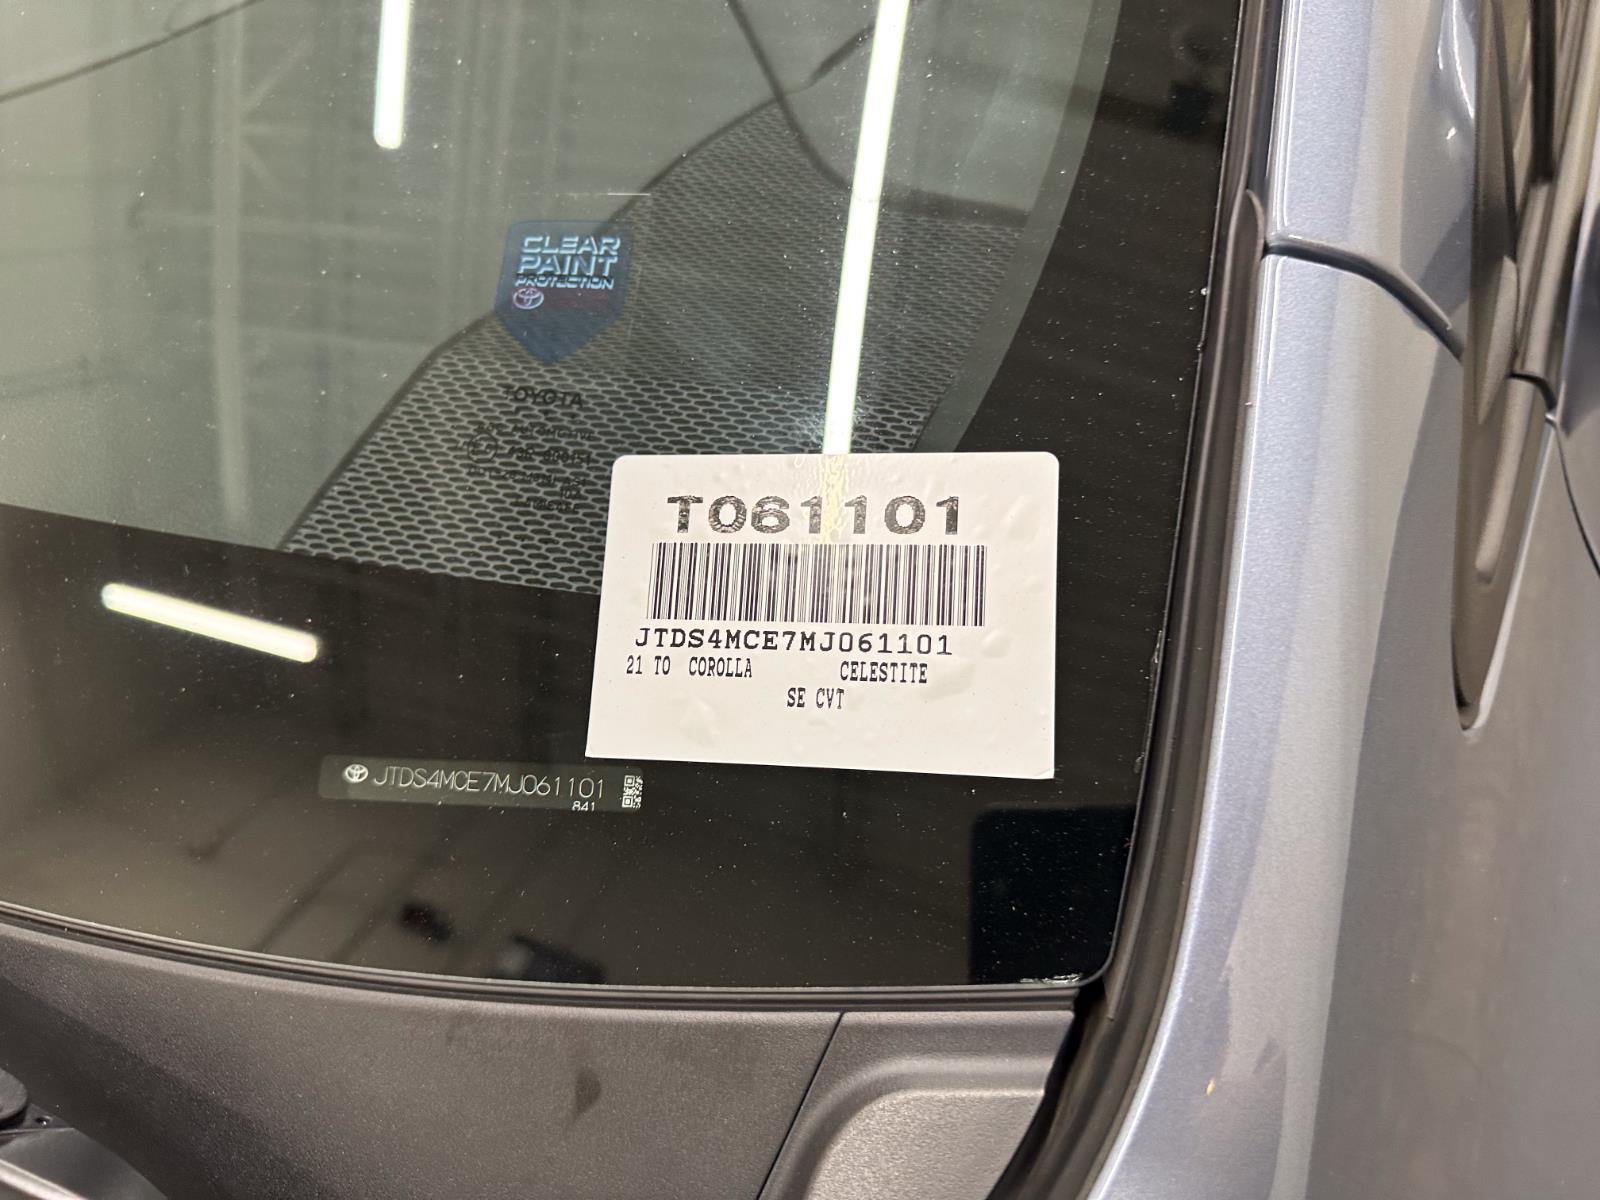 CLEAR
PAINT
PROTECTION
TOYOTA
T061101
JTDS4MCE7MJ061101
21 TO COROLLA CELESTITE
SE CVT
JTDS4MCE7MJ061101
841